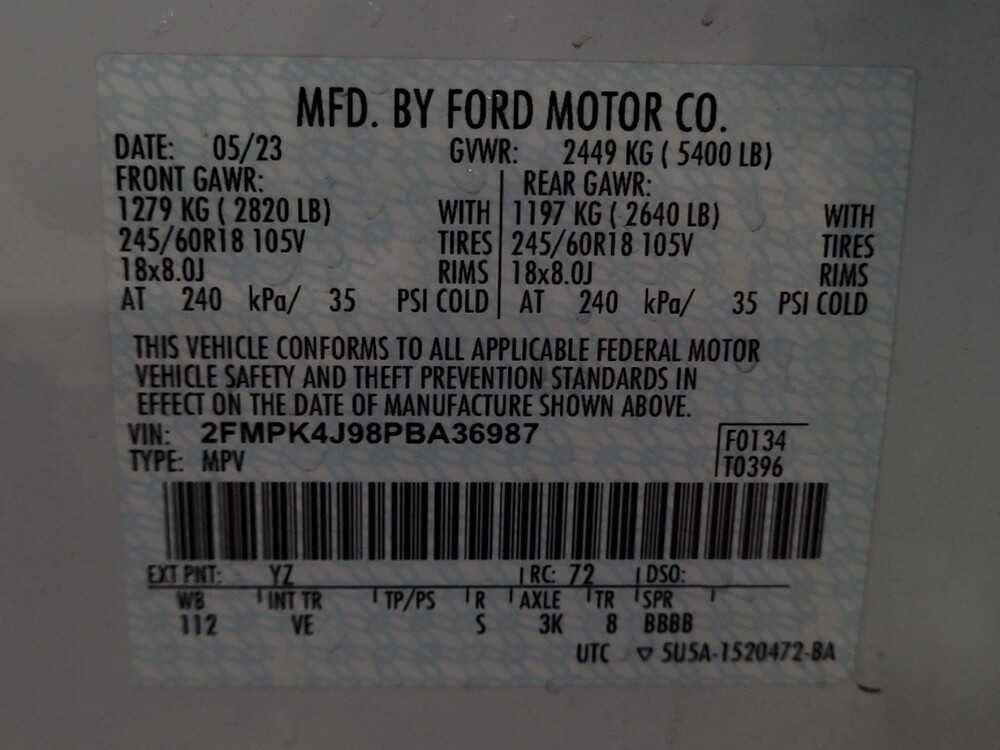 MFD. BY FORD MOTOR CO.
DATE: 05/23 GVWR: 2449 KG ( 5400 LB)
FRONT GAWR: REAR GAWR:
1279 KG ( 2820 LB) WITH 1197 KG ( 2640 LB) WITH
245/60R18 105V TIRES 245/60R18 105V TIRES
18x8.0J RIMS 18x8.0J RIMS
AT 240 kPa/ 35 PSI COLD AT 240 kPa/ 35 PSI COLD
THIS VEHICLE CONFORMS TO ALL APPLICABLE FEDERAL MOTOR
VEHICLE SAFETY AND THEFT PREVENTION STANDARDS IN
EFFECT ON THE DATE OF MANUFACTURE SHOWN ABOVE.
VIN: 2FMPK4J98PBA36987 F0134
TYPE: MPV T0396
EXT PNT: YZ RC: 72 DSO:
WB INT TR TP/PS R AXLE TR SPR
112 VE S 3K 8 BBBB
UTC ▽ 5U5A-1520472-BA